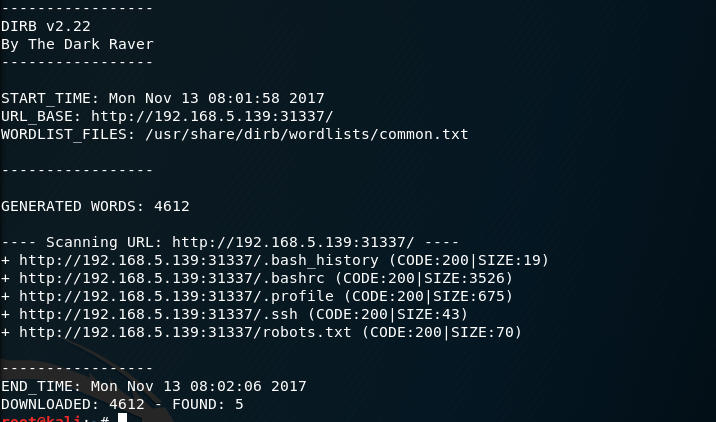 -----------------
DIRB v2.22
By The Dark Raver
-----------------
START_TIME: Mon Nov 13 08:01:58 2017
URL_BASE: http://192.168.5.139:31337/
WORDLIST_FILES: /usr/share/dirb/wordlists/common.txt
-----------------
GENERATED WORDS: 4612
---- Scanning URL: http://192.168.5.139:31337/ ----
+ http://192.168.5.139:31337/.bash_history (CODE:200|SIZE:19)
+ http://192.168.5.139:31337/.bashrc (CODE:200|SIZE:3526)
+ http://192.168.5.139:31337/.profile (CODE:200|SIZE:675)
+ http://192.168.5.139:31337/.ssh (CODE:200|SIZE:43)
+ http://192.168.5.139:31337/robots.txt (CODE:200|SIZE:70)
-----------------
END_TIME: Mon Nov 13 08:02:06 2017
DOWNLOADED: 4612 - FOUND: 5
root@kali:~#